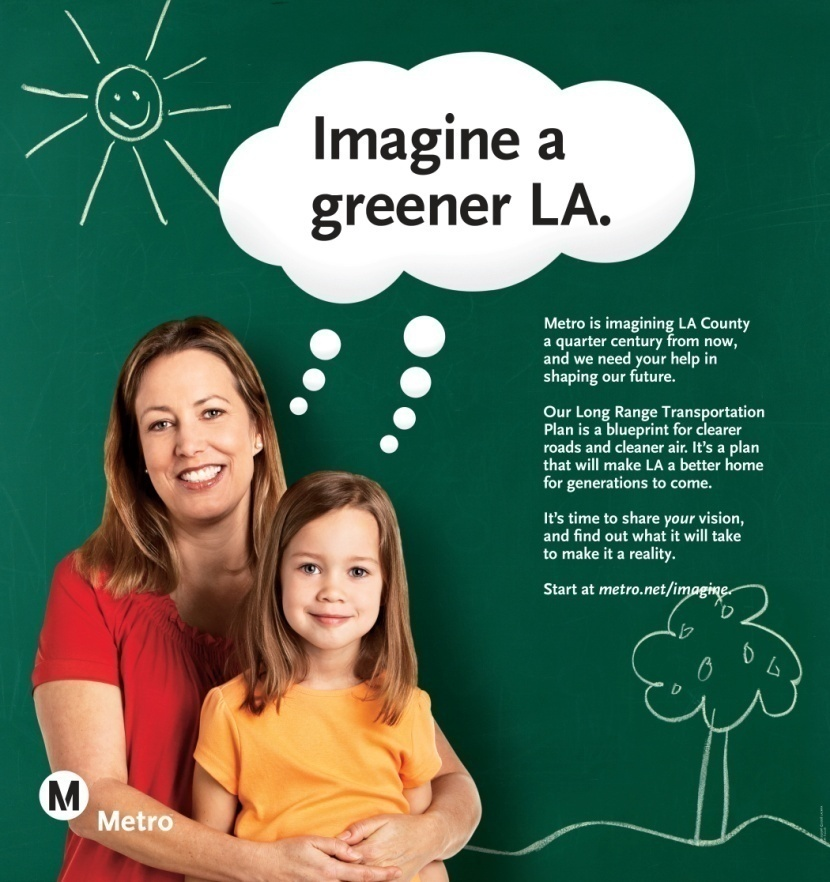 Imagine a
greener LA.
Metro is imagining LA County
a quarter century from now,
and we need your help in
shaping our future.
Our Long Range Transportation
Plan is a blueprint for clearer
roads and cleaner air. It's a plan
that will make LA a better home
for generations to come.
It's time to share your vision,
and find out what it will take
to make it a reality.
Start at metro.net/imagine.
M
Metro